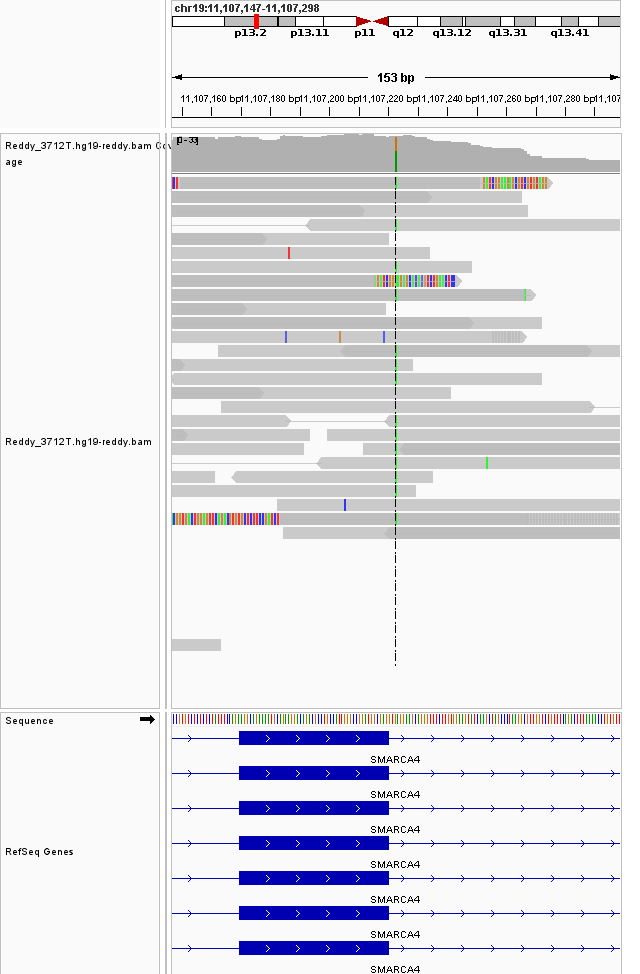 chr19:11,107,147-11,107,298
p13.2 p13.11 p11 q12 q13.12 q13.31 q13.41
153 bp
11,107,160 bp 11,107,180 bp 11,107,200 bp 11,107,220 bp 11,107,240 bp 11,107,260 bp 11,107,280 bp 11,107
Reddy_3712T.hg19-reddy.bam Cov
age
[0 - 33]
Reddy_3712T.hg19-reddy.bam
Sequence
SMARCA4
SMARCA4
SMARCA4
RefSeq Genes
SMARCA4
SMARCA4
SMARCA4
SMARCA4